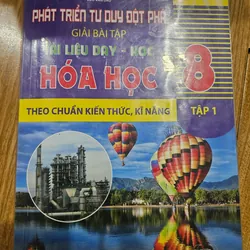 PHÁT TRIỂN TƯ DUY ĐỘT PHÁ
GIẢI BÀI TẬP
TÀI LIỆU DẠY - HỌC
HÓA HỌC 8
THEO CHUẨN KIẾN THỨC, KĨ NĂNG
TẬP 1